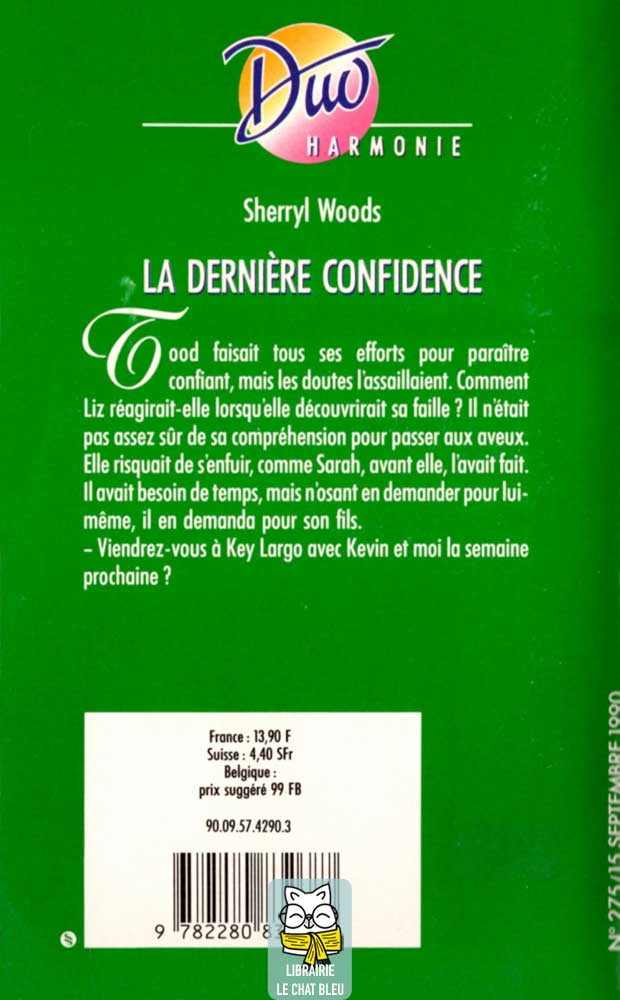 Duo
HARMONIE
Sherryl Woods
LA DERNIÈRE CONFIDENCE
Tood faisait tous ses efforts pour paraître
confiant, mais les doutes l'assaillaient. Comment
Liz réagirait-elle lorsqu'elle découvrirait sa faille ? Il n'était
pas assez sûr de sa compréhension pour passer aux aveux.
Elle risquait de s'enfuir, comme Sarah, avant elle, l'avait fait.
Il avait besoin de temps, mais n'osant en demander pour lui-
même, il en demanda pour son fils.
– Viendrez-vous à Key Largo avec Kevin et moi la semaine
prochaine ?
France : 13,90 F
Suisse : 4,40 SFr
Belgique :
prix suggéré 99 FB
90.09.57.4290.3
9 782280 83
LIBRAIRIE
LE CHAT BLEU
N° 275/15 SEPTEMBRE 1990